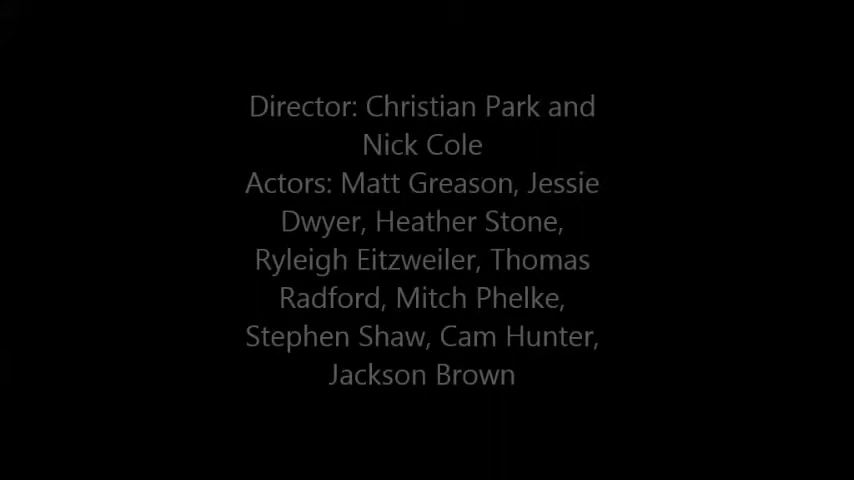 Director: Christian Park and
Nick Cole
Actors: Matt Greason, Jessie
Dwyer, Heather Stone,
Ryleigh Eitzweiler, Thomas
Radford, Mitch Phelke,
Stephen Shaw, Cam Hunter,
Jackson Brown